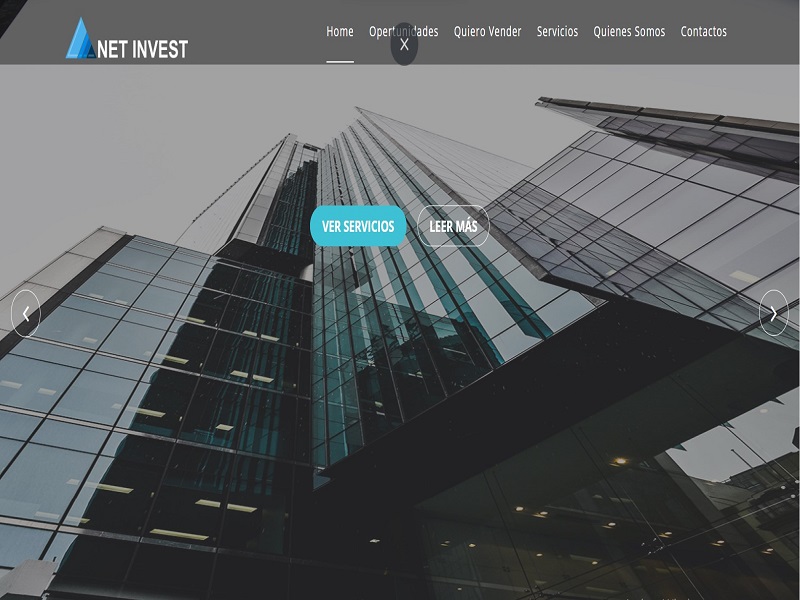 NET INVEST
Home Oportunidades Quiero Vender Servicios Quienes Somos Contactos
X
VER SERVICIOS LEER MÁS